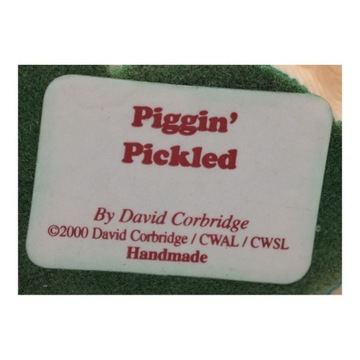 Piggin'
Pickled
By David Corbridge
©2000 David Corbridge / CWAL / CWSL
Handmade